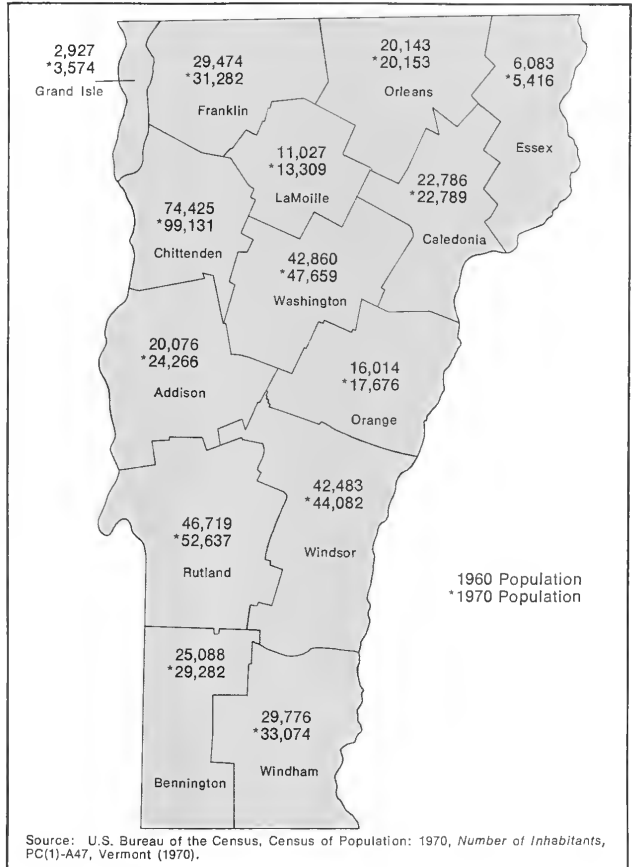 2,927
*3,574
Grand Isle
29,474
*31,282
Franklin
20,143
*20,153
Orleans
6,083
*5,416
Essex
11,027
*13,309
LaMoille
22,786
*22,789
Caledonia
74,425
*99,131
Chittenden
42,860
*47,659
Washington
20,076
*24,266
Addison
16,014
*17,676
Orange
42,483
*44,082
Windsor
46,719
*52,637
Rutland
1960 Population
*1970 Population
25,088
*29,282
Bennington
29,776
*33,074
Windham
Source: U.S. Bureau of the Census, Census of Population: 1970, Number of Inhabitants,
PC(1)-A47, Vermont (1970).